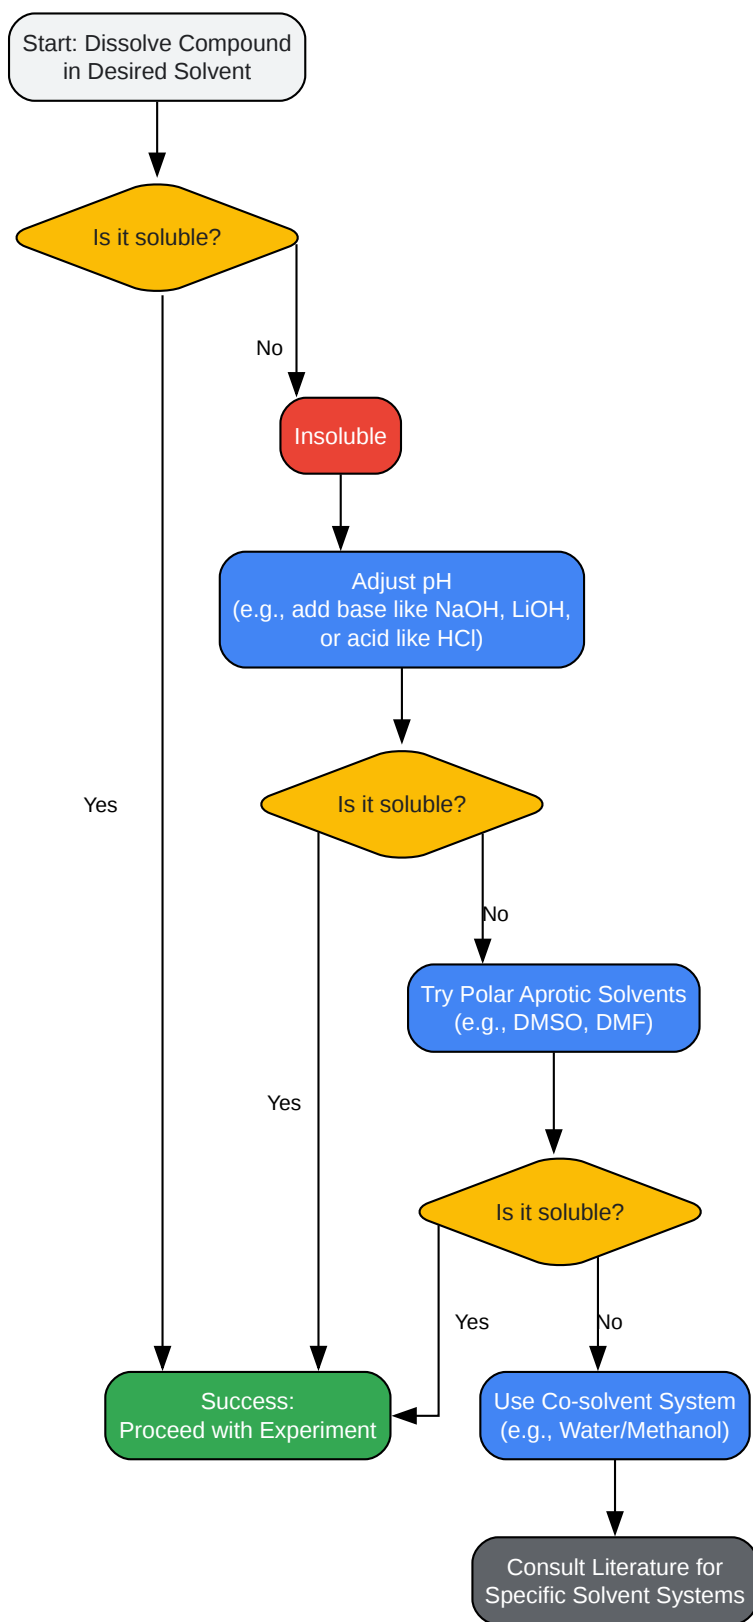 Start: Dissolve Compound
in Desired Solvent
Is it soluble?
No
Insoluble
Adjust pH
(e.g., add base like NaOH, LiOH,
or acid like HCl)
Yes
Is it soluble?
No
Try Polar Aprotic Solvents
(e.g., DMSO, DMF)
Yes
Is it soluble?
Yes
No
Success:
Proceed with Experiment
Use Co-solvent System
(e.g., Water/Methanol)
Consult Literature for
Specific Solvent Systems